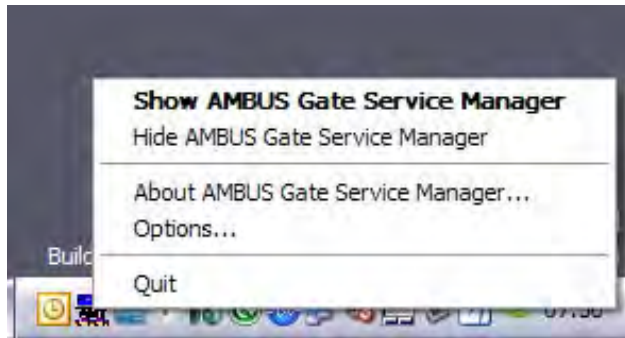 Show AMBUS Gate Service Manager
Hide AMBUS Gate Service Manager
About AMBUS Gate Service Manager...
Options...
Quit